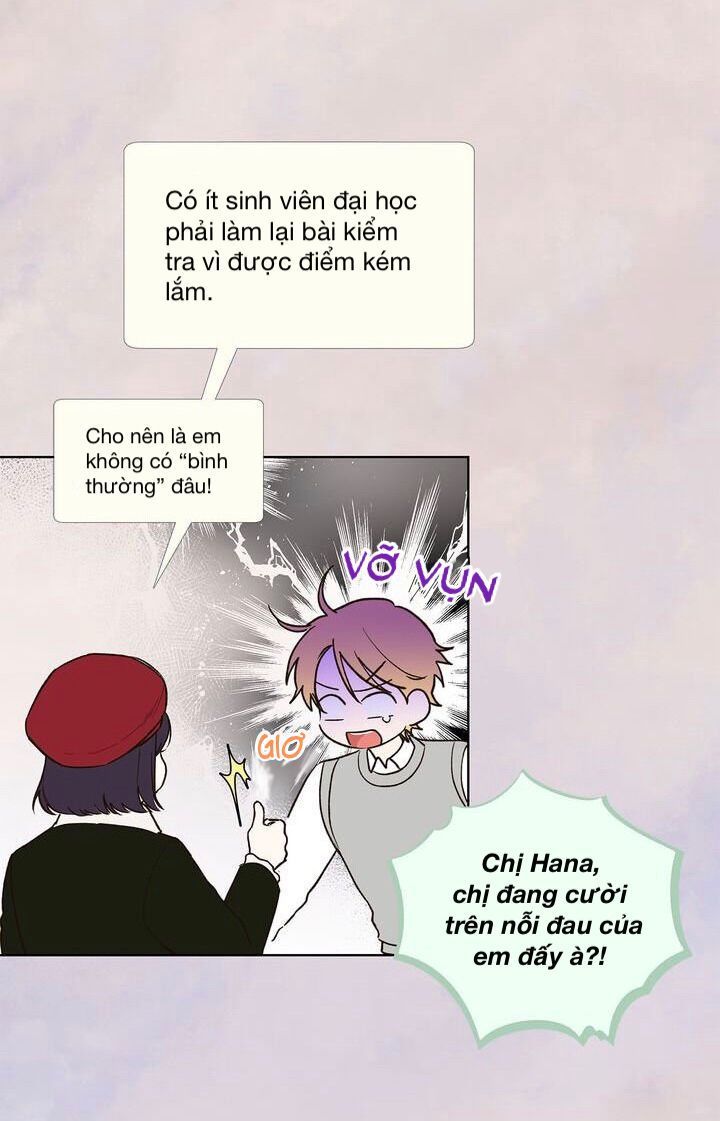 Có ít sinh viên đại học
phải làm lại bài kiểm
tra vì được điểm kém
lắm.
Cho nên là em
không có “bình
thường” đâu!
VỠ VỤN
GIƠ
Chị Hana,
chị đang cười
trên nỗi đau của
em đấy à?!